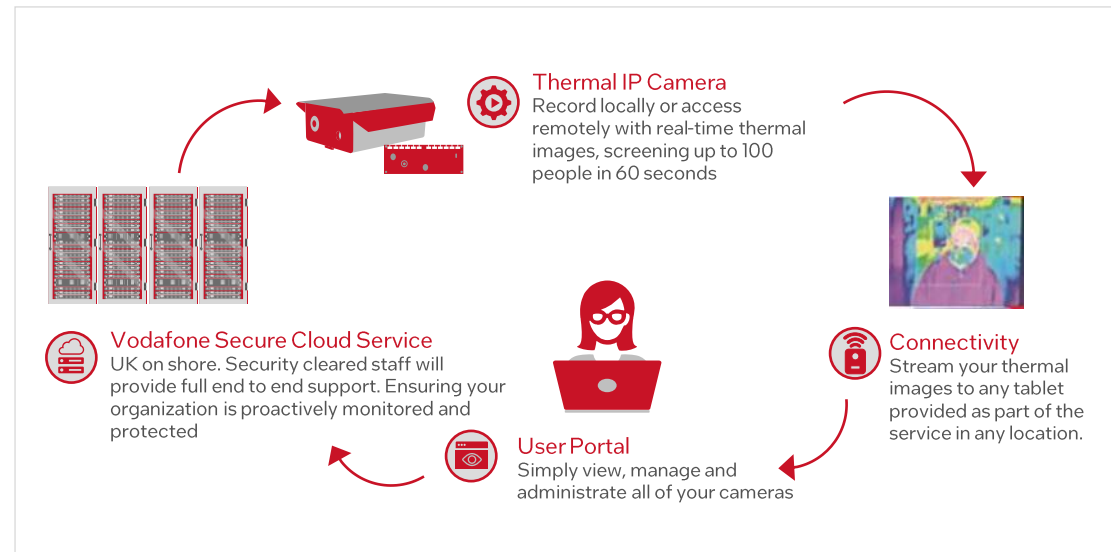 Thermal IP Camera
Record locally or access
remotely with real-time thermal
images, screening up to 100
people in 60 seconds
Vodafone Secure Cloud Service
UK on shore. Security cleared staff will
provide full end to end support. Ensuring your
organization is proactively monitored and
protected
Connectivity
Stream your thermal
images to any tablet
provided as part of the
service in any location.
User Portal
Simply view, manage and
administrate all of your cameras